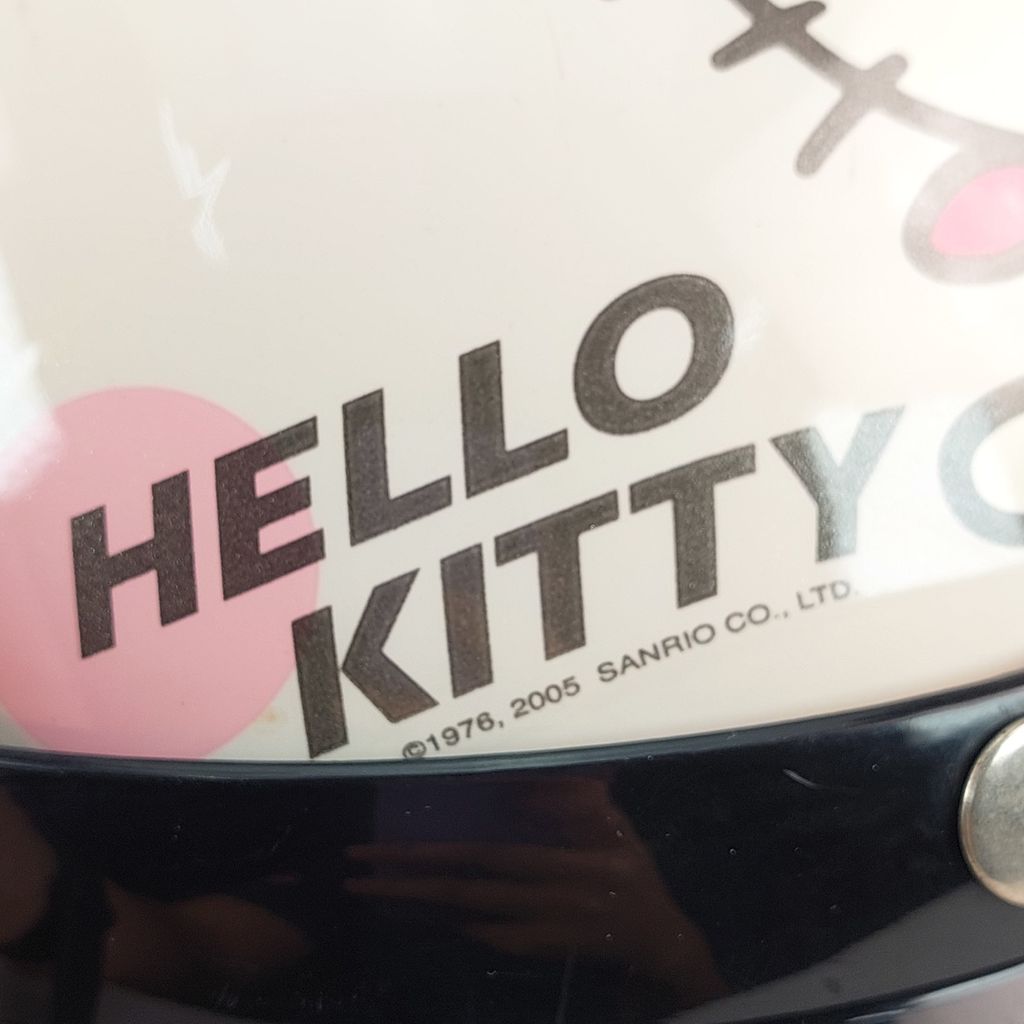 HELLO
KITTY
©1976, 2005 SANRIO CO., LTD.